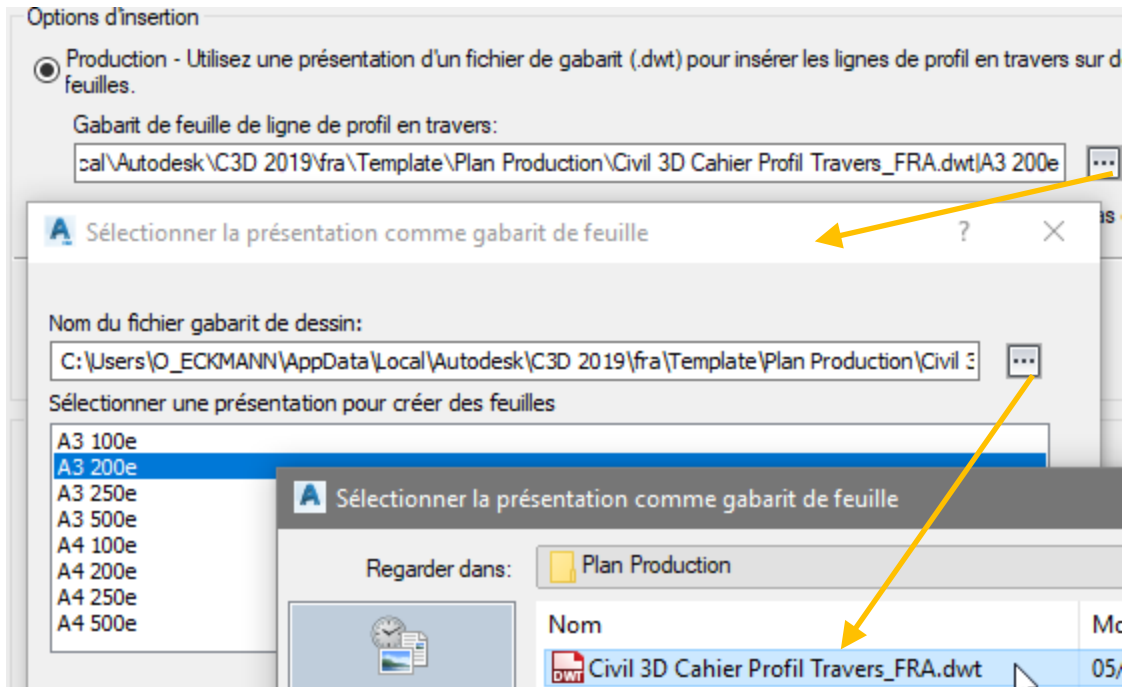 Options d'insertion
Production - Utilisez une présentation d'un fichier de gabarit (.dwt) pour insérer les lignes de profil en travers sur
feuilles.
Gabarit de feuille de ligne de profil en travers:
cal\Autodesk\C3D 2019\fra\Template\Plan Production\Civil 3D Cahier Profil Travers_FRA.dwt|A3 200e
...
Sélectionner la présentation comme gabarit de feuille
?
Nom du fichier gabarit de dessin:
C:\Users\O_ECKMANN\AppData\Local\Autodesk\C3D 2019\fra\Template\Plan Production\Civil 3
...
Sélectionner une présentation pour créer des feuilles
A3 100e
A3 200e
A3 250e
A3 500e
A4 100e
A4 200e
A4 250e
A4 500e
Sélectionner la présentation comme gabarit de feuille
Regarder dans:
Plan Production
Nom
Mo
DWT Civil 3D Cahier Profil Travers_FRA.dwt
05/